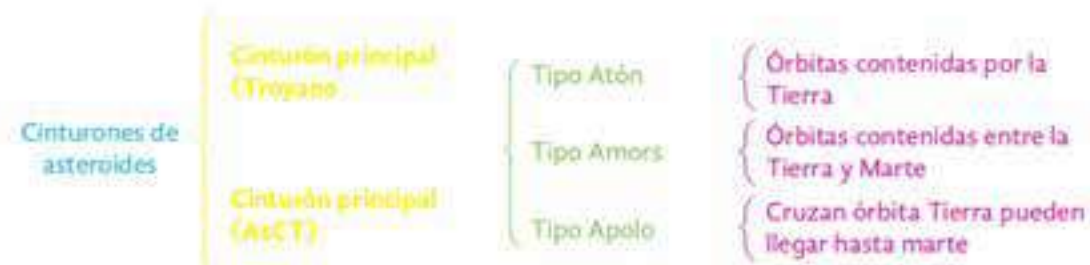 Cinturones de
asteroides
Cinturón principal
(Troyano
Cinturón principal
(AsCT)
Tipo Atón
Tipo Amors
Tipo Apolo
Órbitas contenidas por la
Tierra
Órbitas contenidas entre la
Tierra y Marte
Cruzan órbita Tierra pueden
llegar hasta marte